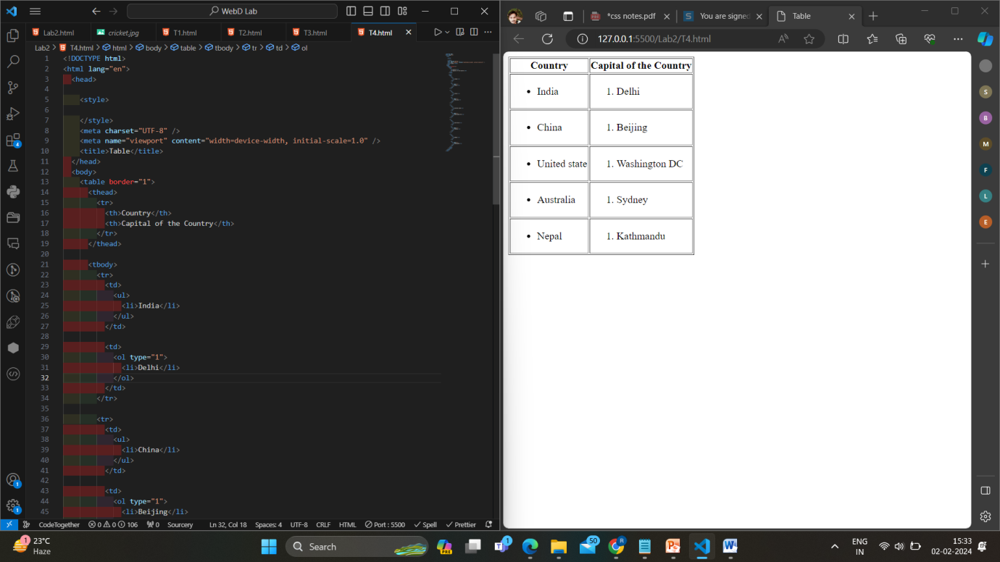 WebD Lab
Lab2.html cricket.jpg T1.html T2.html T3.html T4.html
Lab2 > T4.html > html > body > table > tbody > tr > td > ol
1 <!DOCTYPE html>
2 <html lang="en">
3 <head>
4
5 <style>
6
7 </style>
8 <meta charset="UTF-8" />
9 <meta name="viewport" content="width=device-width, initial-scale=1.0" />
10 <title>Table</title>
11 </head>
12 <body>
13 <table border="1">
14 <thead>
15 <tr>
16 <th>Country</th>
17 <th>Capital of the Country</th>
18 </tr>
19 </thead>
20
21 <tbody>
22 <tr>
23 <td>
24 <ul>
25 <li>India</li>
26 </ul>
27 </td>
28
29 <td>
30 <ol type="1">
31 <li>Delhi</li>
32 </ol>
33 </td>
34 </tr>
35
36 <tr>
37 <td>
38 <ul>
39 <li>China</li>
40 </ul>
41 </td>
42
43 <td>
44 <ol type="1">
45 <li>Beijing</li>
4
1
1
CodeTogether 0 0 106 0 Sourcery Ln 32, Col 18 Spaces: 4 UTF-8 CRLF HTML Port : 5500 Spell Prettier
*css notes.pdf You are signed Table
127.0.0.1:5500/Lab2/T4.html
Country Capital of the Country
• India 1. Delhi
• China 1. Beijing
• United state 1. Washington DC
• Australia 1. Sydney
• Nepal 1. Kathmandu
S
B
M
F
L
E
1 23°C
Haze
Search
PRE
1
50
R
ENG
IN
15:33
02-02-2024